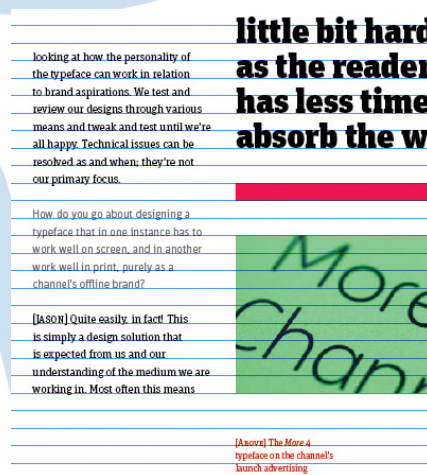 looking at how the personality of
the typeface can work in relation
to brand aspirations. We test and
review our designs through various
means and tweak and test until we're
all happy. Technical issues can be
resolved as and when; they're not
our primary focus.
How do you go about designing a
typeface that in one instance has to
work well on screen, and in another
work well in print, purely as a
channel's offline brand?
[JASON] Quite easily, in fact! This
is simply a design solution that
is expected from us and our
understanding of the medium we are
working in. Most often this means
little bit hard
as the reader
has less time
absorb the w
More
Chann
[ABOVE] The More 4
typeface on the channel's
launch advertising